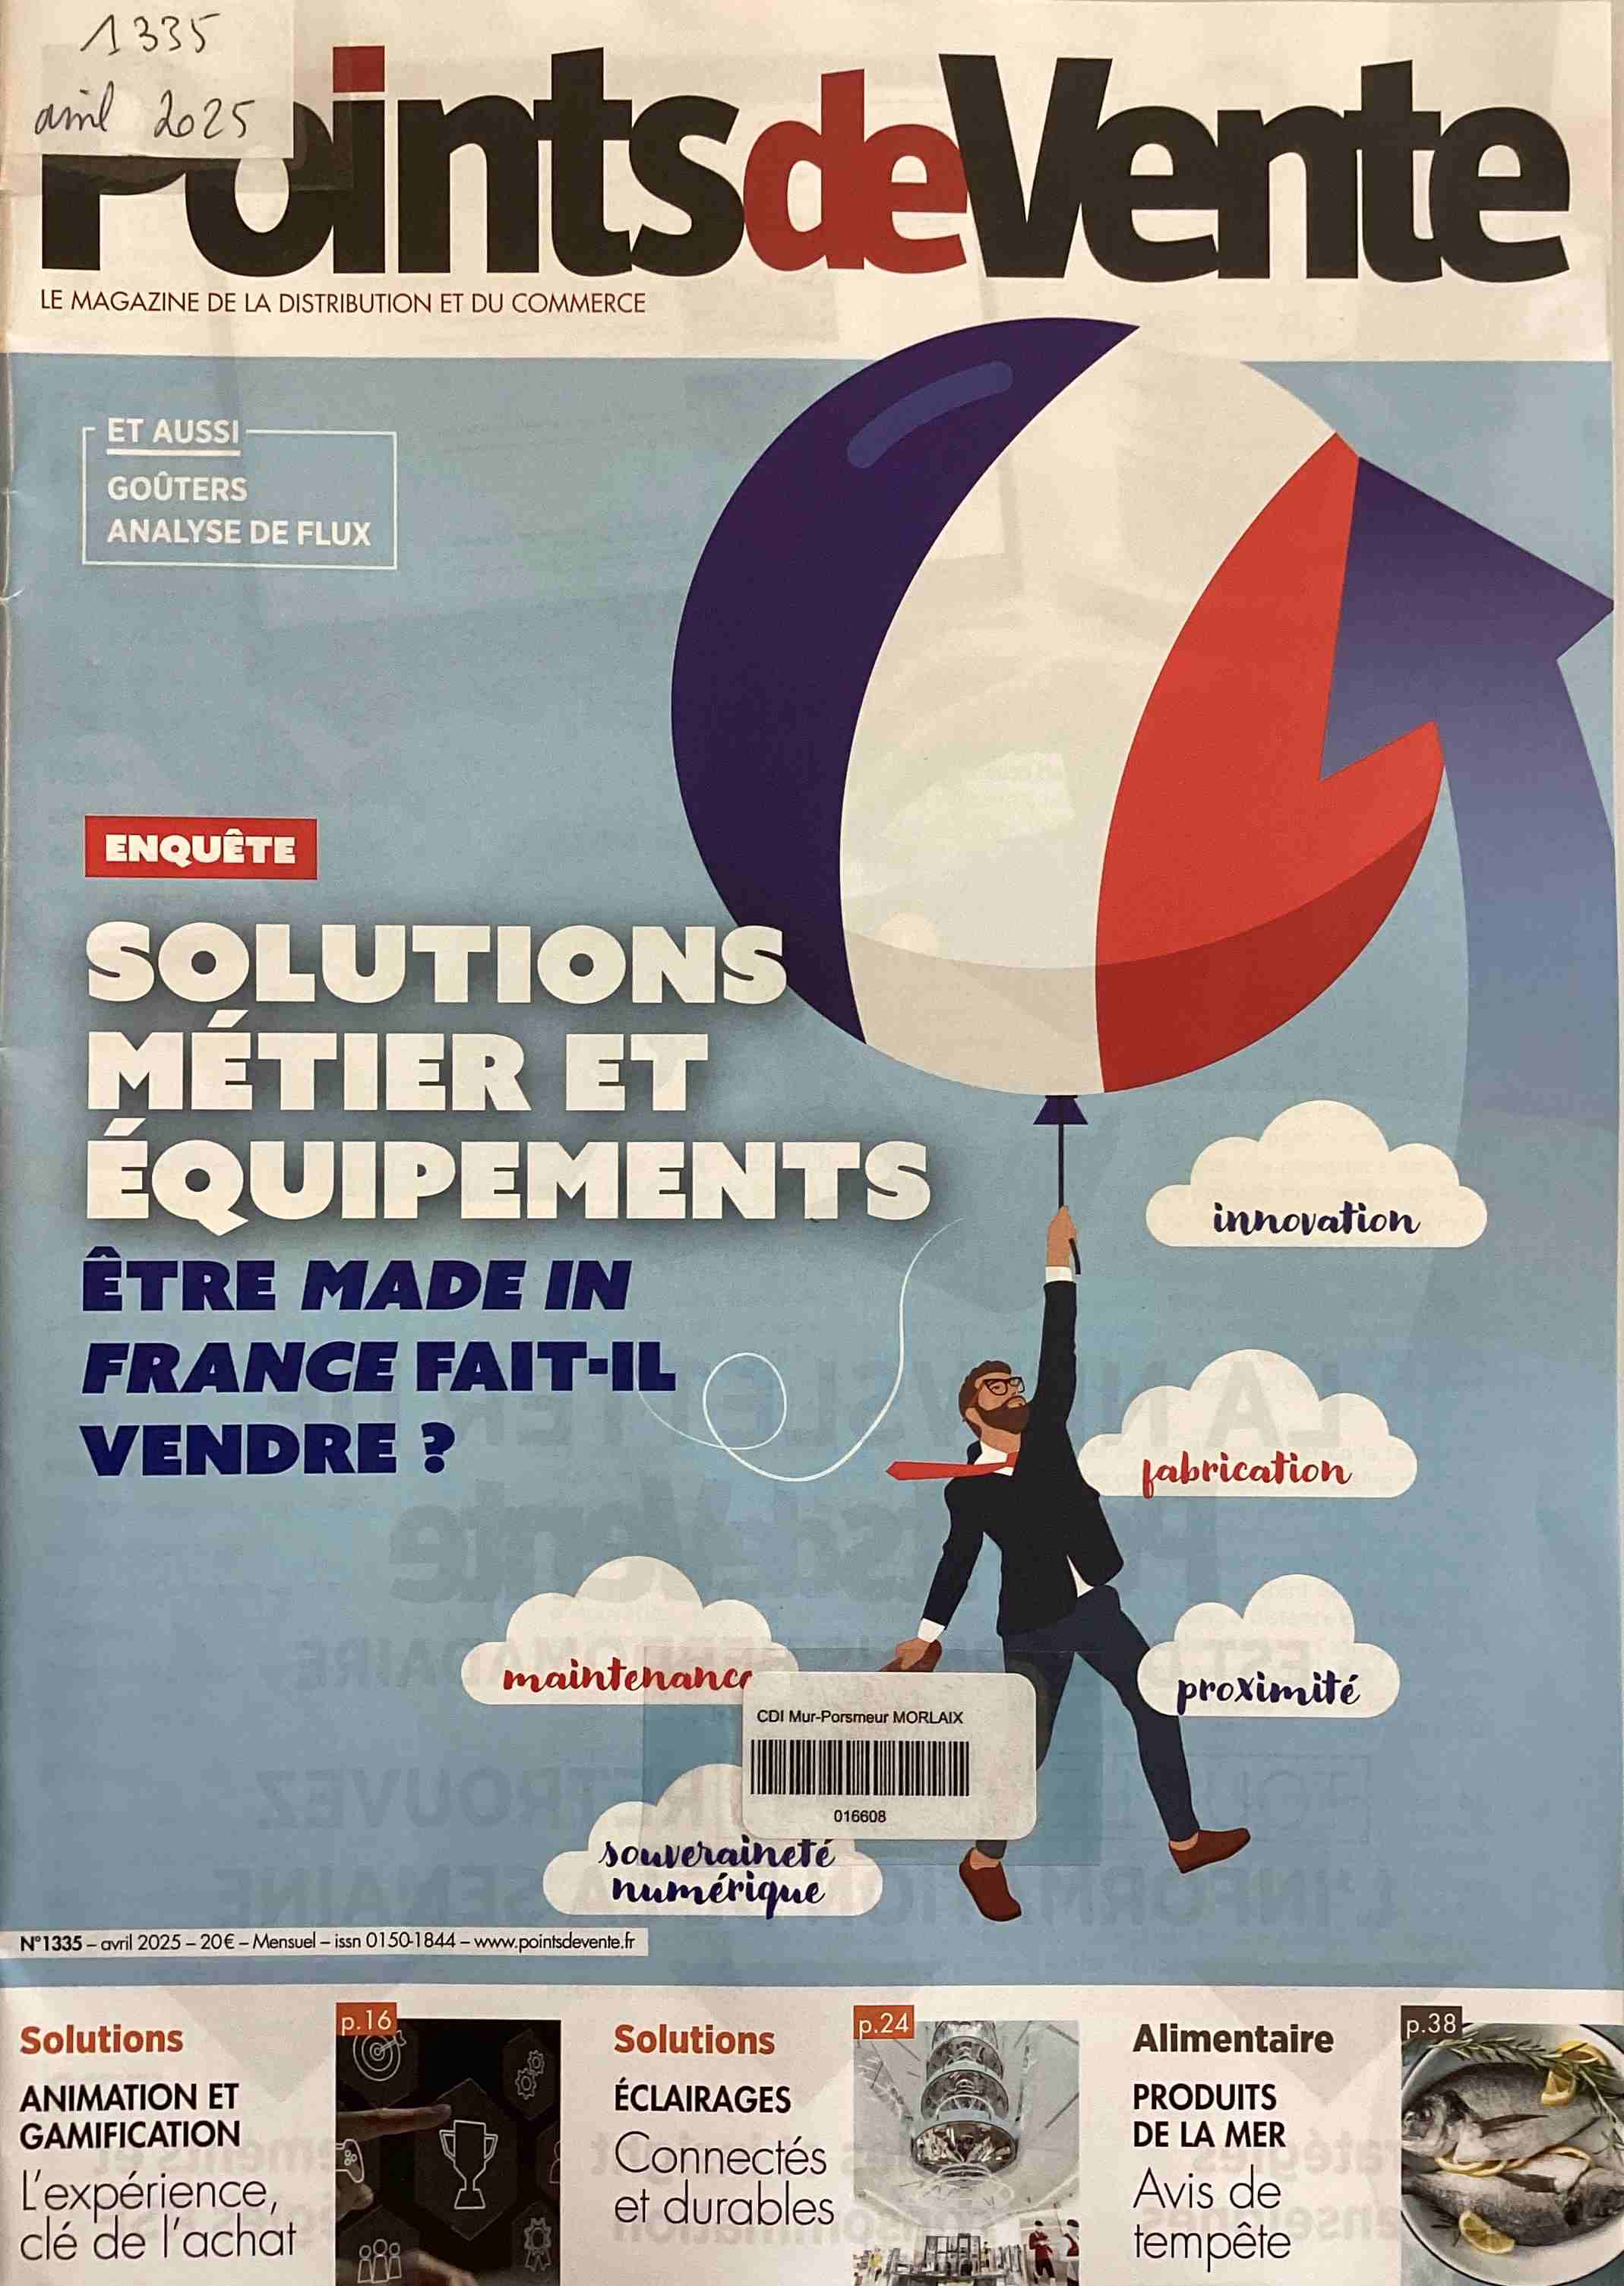 1335
avril 2025
PointsdeVente
LE MAGAZINE DE LA DISTRIBUTION ET DU COMMERCE
ET AUSSI
GOÛTERS
ANALYSE DE FLUX
ENQUÊTE
SOLUTIONS
MÉTIER ET
ÉQUIPEMENTS
ÊTRE MADE IN
FRANCE FAIT-IL
VENDRE ?
innovation
fabrication
maintenance
proximité
CDI Mur-Porsmeur MORLAIX
016608
souveraineté
numérique
N°1335 – avril 2025 – 20€ – Mensuel – issn 0150-1844 – www.pointsdevente.fr
Solutions
ANIMATION ET
GAMIFICATION
L'expérience,
clé de l'achat
p.16
Solutions
ÉCLAIRAGES
Connectés
et durables
p.24
Alimentaire
PRODUITS
DE LA MER
Avis de
tempête
p.38